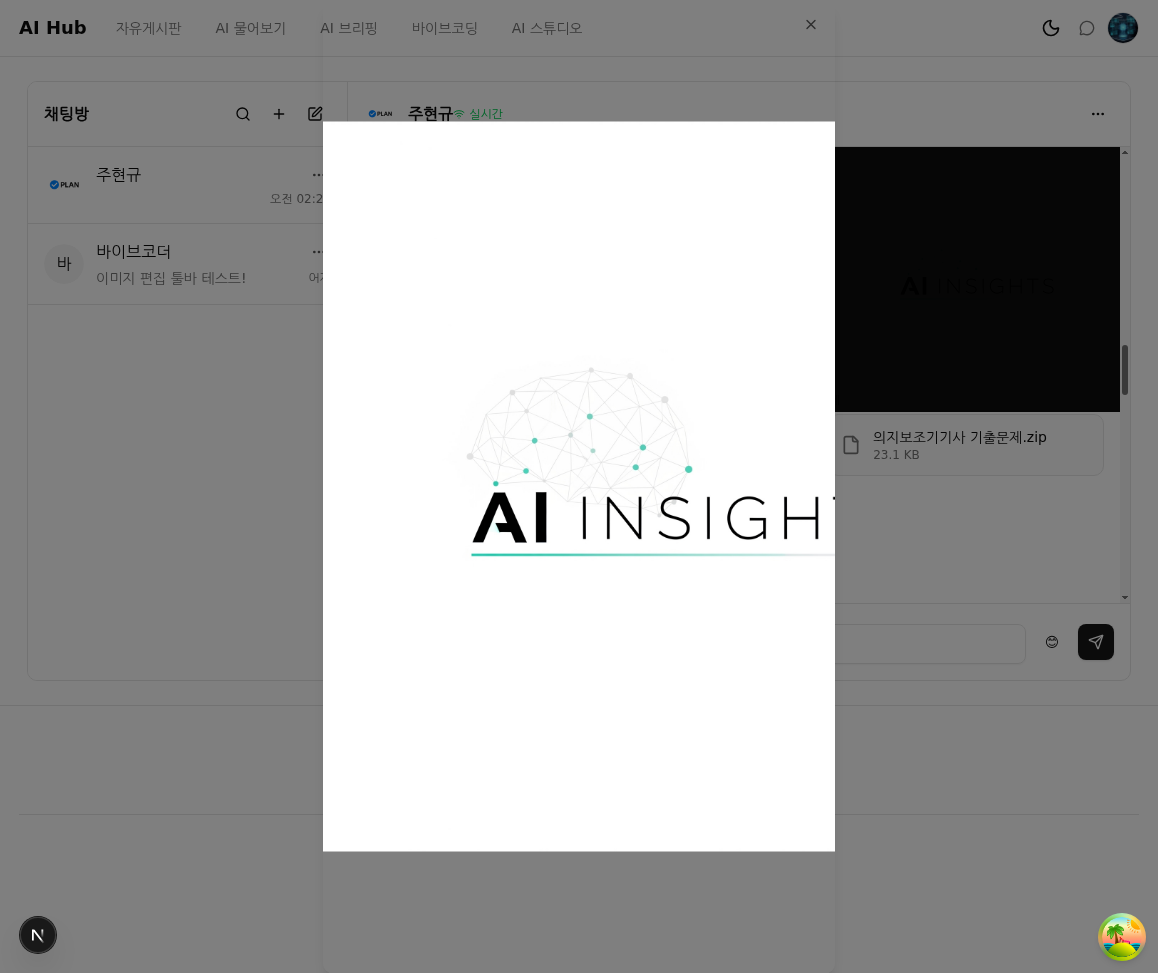 AI Hub
자유게시판
AI 물어보기
AI 브리핑
바이브코딩
AI 스튜디오
채팅방
PLAN
주현규
실시간
PLAN
주현규
오전 02:2
바
바이브코더
이미지 편집 툴바 테스트!
어
AI INSIGHT
AI INSIGHTS
의지보조기기사 기출문제.zip
23.1 KB
N